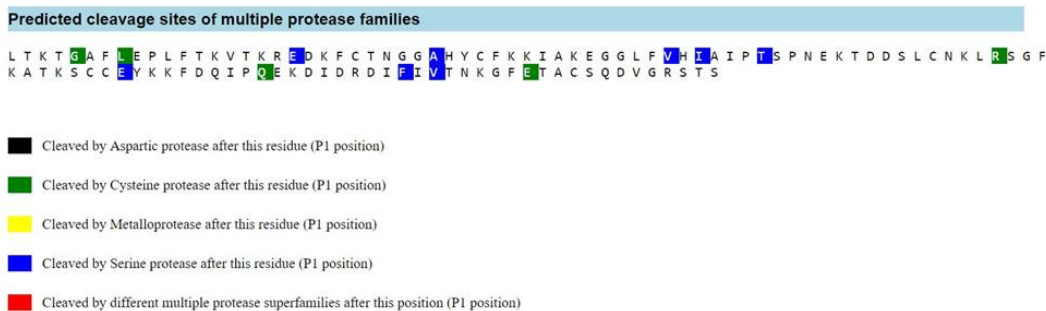 Predicted cleavage sites of multiple protease families
L T K T G A F L E P L F T K V T K R E D K F C T N G G A H Y C F K K I A K E G G L F V H I A I P T S P N E K T D D S L C N K L R S G F
K A T K S C C E Y K K F D Q I P Q E K D I D R D I F I V T N K G F E T A C S Q D V G R S T S
Cleaved by Aspartic protease after this residue (P1 position)
Cleaved by Cysteine protease after this residue (P1 position)
Cleaved by Metalloprotease after this residue (P1 position)
Cleaved by Serine protease after this residue (P1 position)
Cleaved by different multiple protease superfamilies after this position (P1 position)